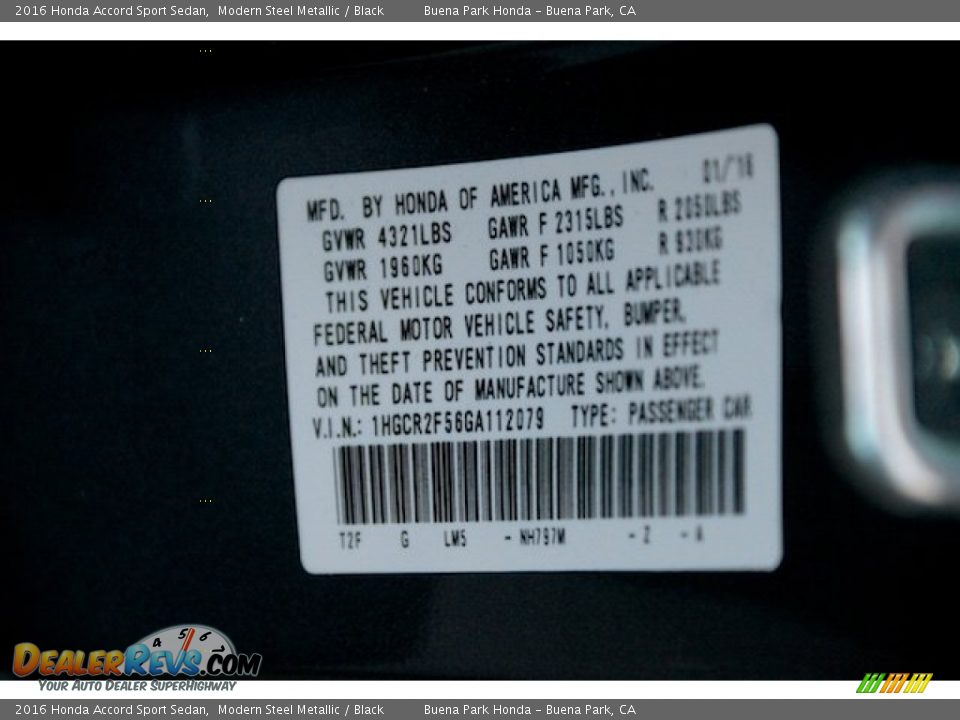 2016 Honda Accord Sport Sedan, Modern Steel Metallic / Black Buena Park Honda – Buena Park, CA
MFD. BY HONDA OF AMERICA MFG., INC. 01/16
GVWR 4321LBS GAWR F 2315LBS R 2050LBS
GVWR 1960KG GAWR F 1050KG R 930KG
THIS VEHICLE CONFORMS TO ALL APPLICABLE
FEDERAL MOTOR VEHICLE SAFETY, BUMPER,
AND THEFT PREVENTION STANDARDS IN EFFECT
ON THE DATE OF MANUFACTURE SHOWN ABOVE.
V.I.N.: 1HGCR2F56GA112079 TYPE: PASSENGER CAR
T2F G LM5 - NH797M - Z - A
4 5 6
DEALERREVS.COM
YOUR AUTO DEALER SUPERHIGHWAY
2016 Honda Accord Sport Sedan, Modern Steel Metallic / Black Buena Park Honda – Buena Park, CA